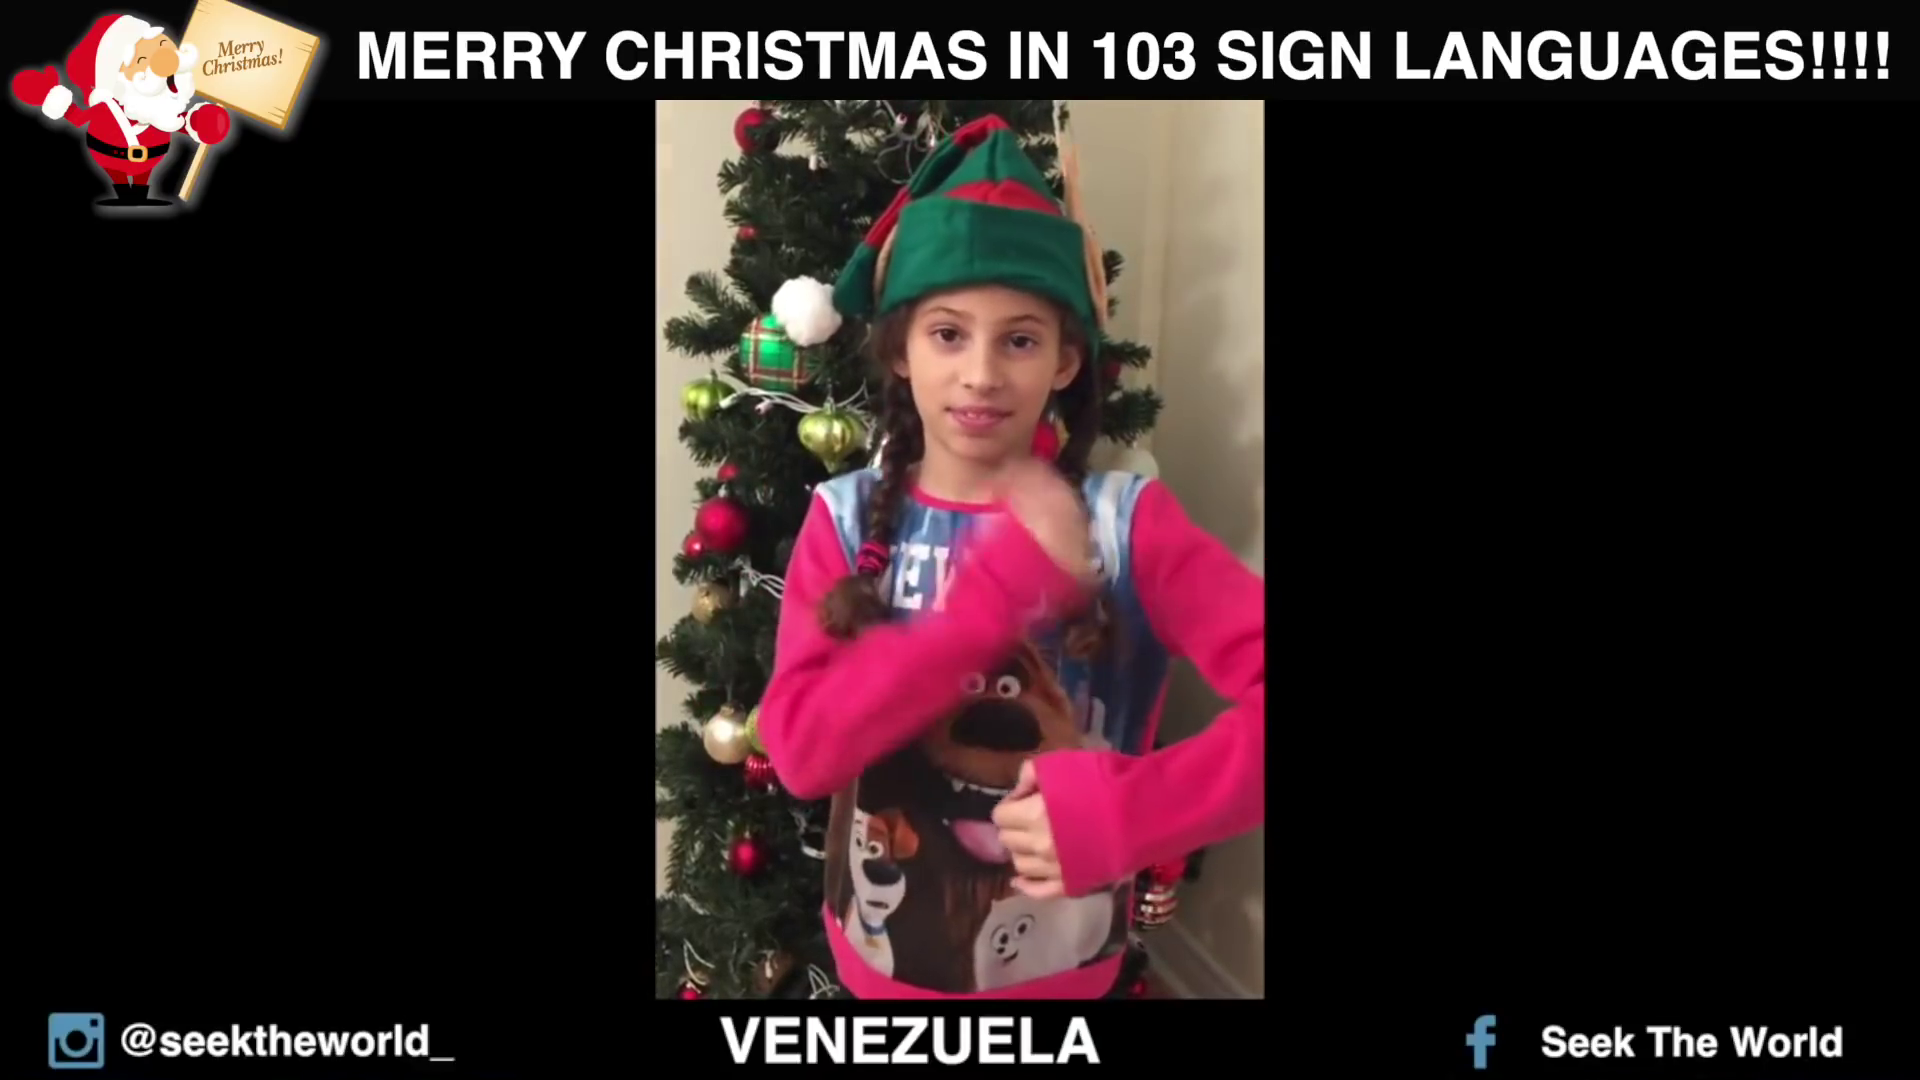 Merry
Christmas!
MERRY CHRISTMAS IN 103 SIGN LANGUAGES!!!!
@seektheworld_
VENEZUELA
Seek The World